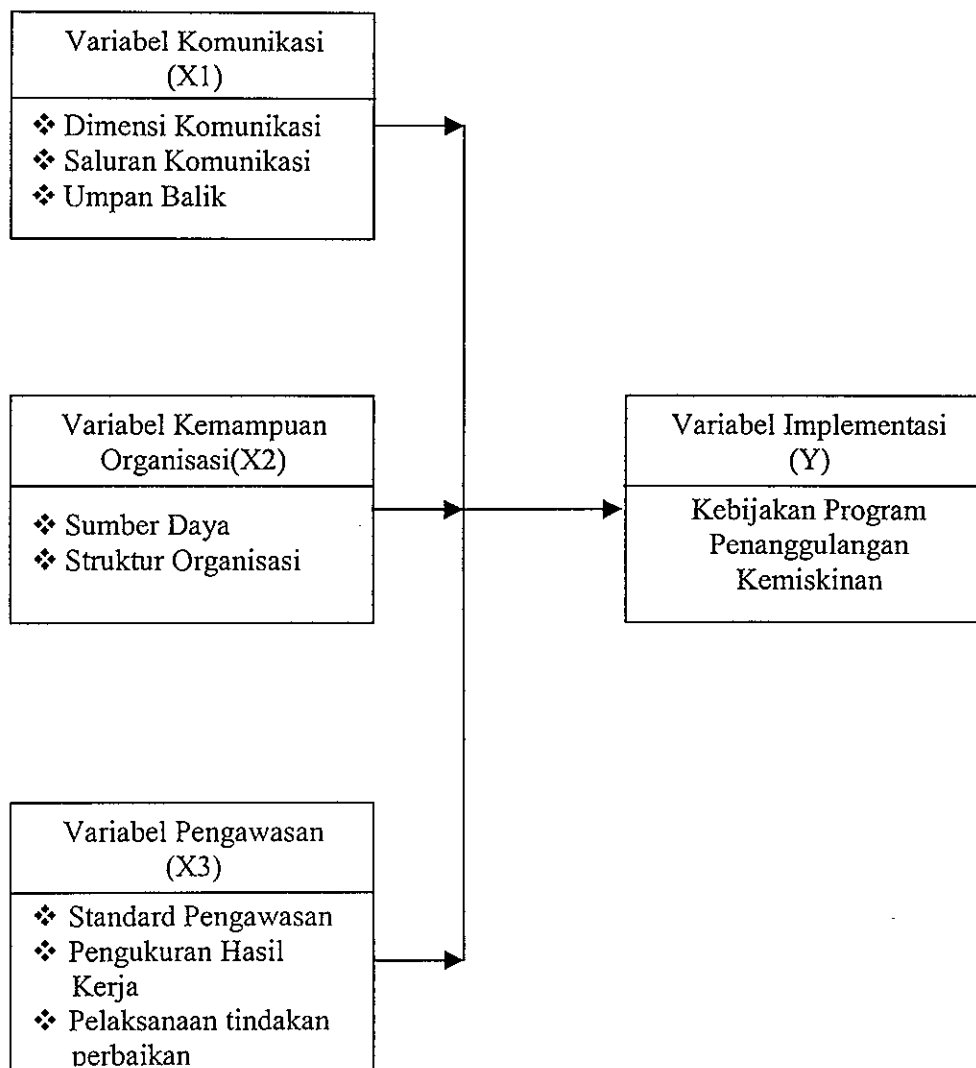 Variabel Komunikasi
(X1)
❖ Dimensi Komunikasi
❖ Saluran Komunikasi
❖ Umpan Balik
Variabel Kemampuan
Organisasi(X2)
❖ Sumber Daya
❖ Struktur Organisasi
Variabel Implementasi
(Y)
Kebijakan Program
Penanggulangan
Kemiskinan
Variabel Pengawasan
(X3)
❖ Standard Pengawasan
❖ Pengukuran Hasil
Kerja
❖ Pelaksanaan tindakan
perbaikan